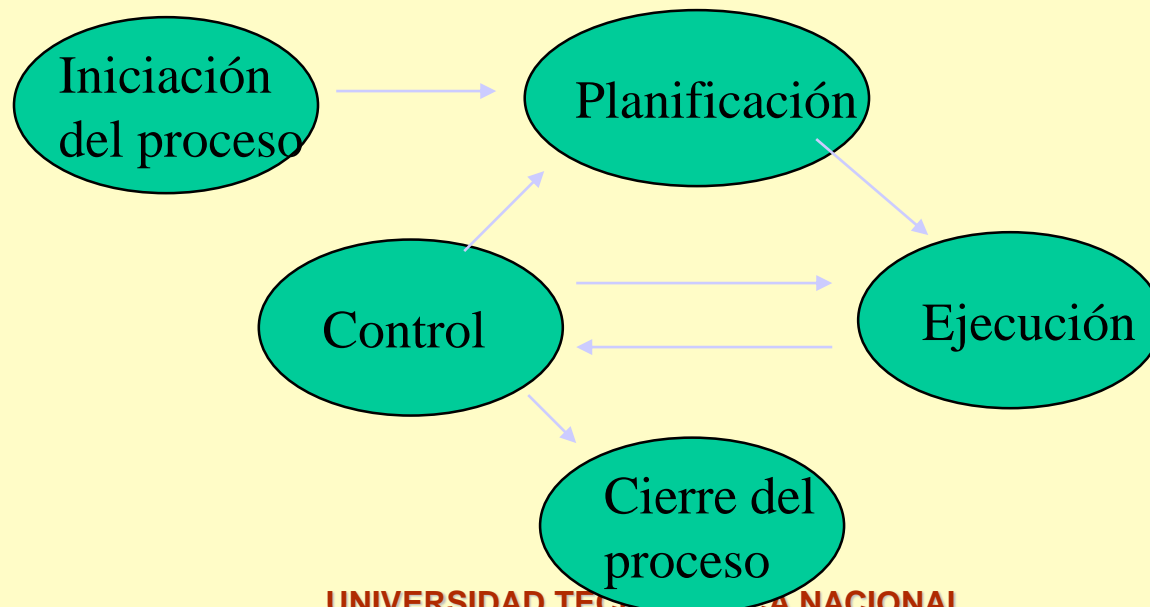 Iniciación
del proceso
Planificación
Control
Ejecución
Cierre del
proceso
UNIVERSIDAD NACIONAL